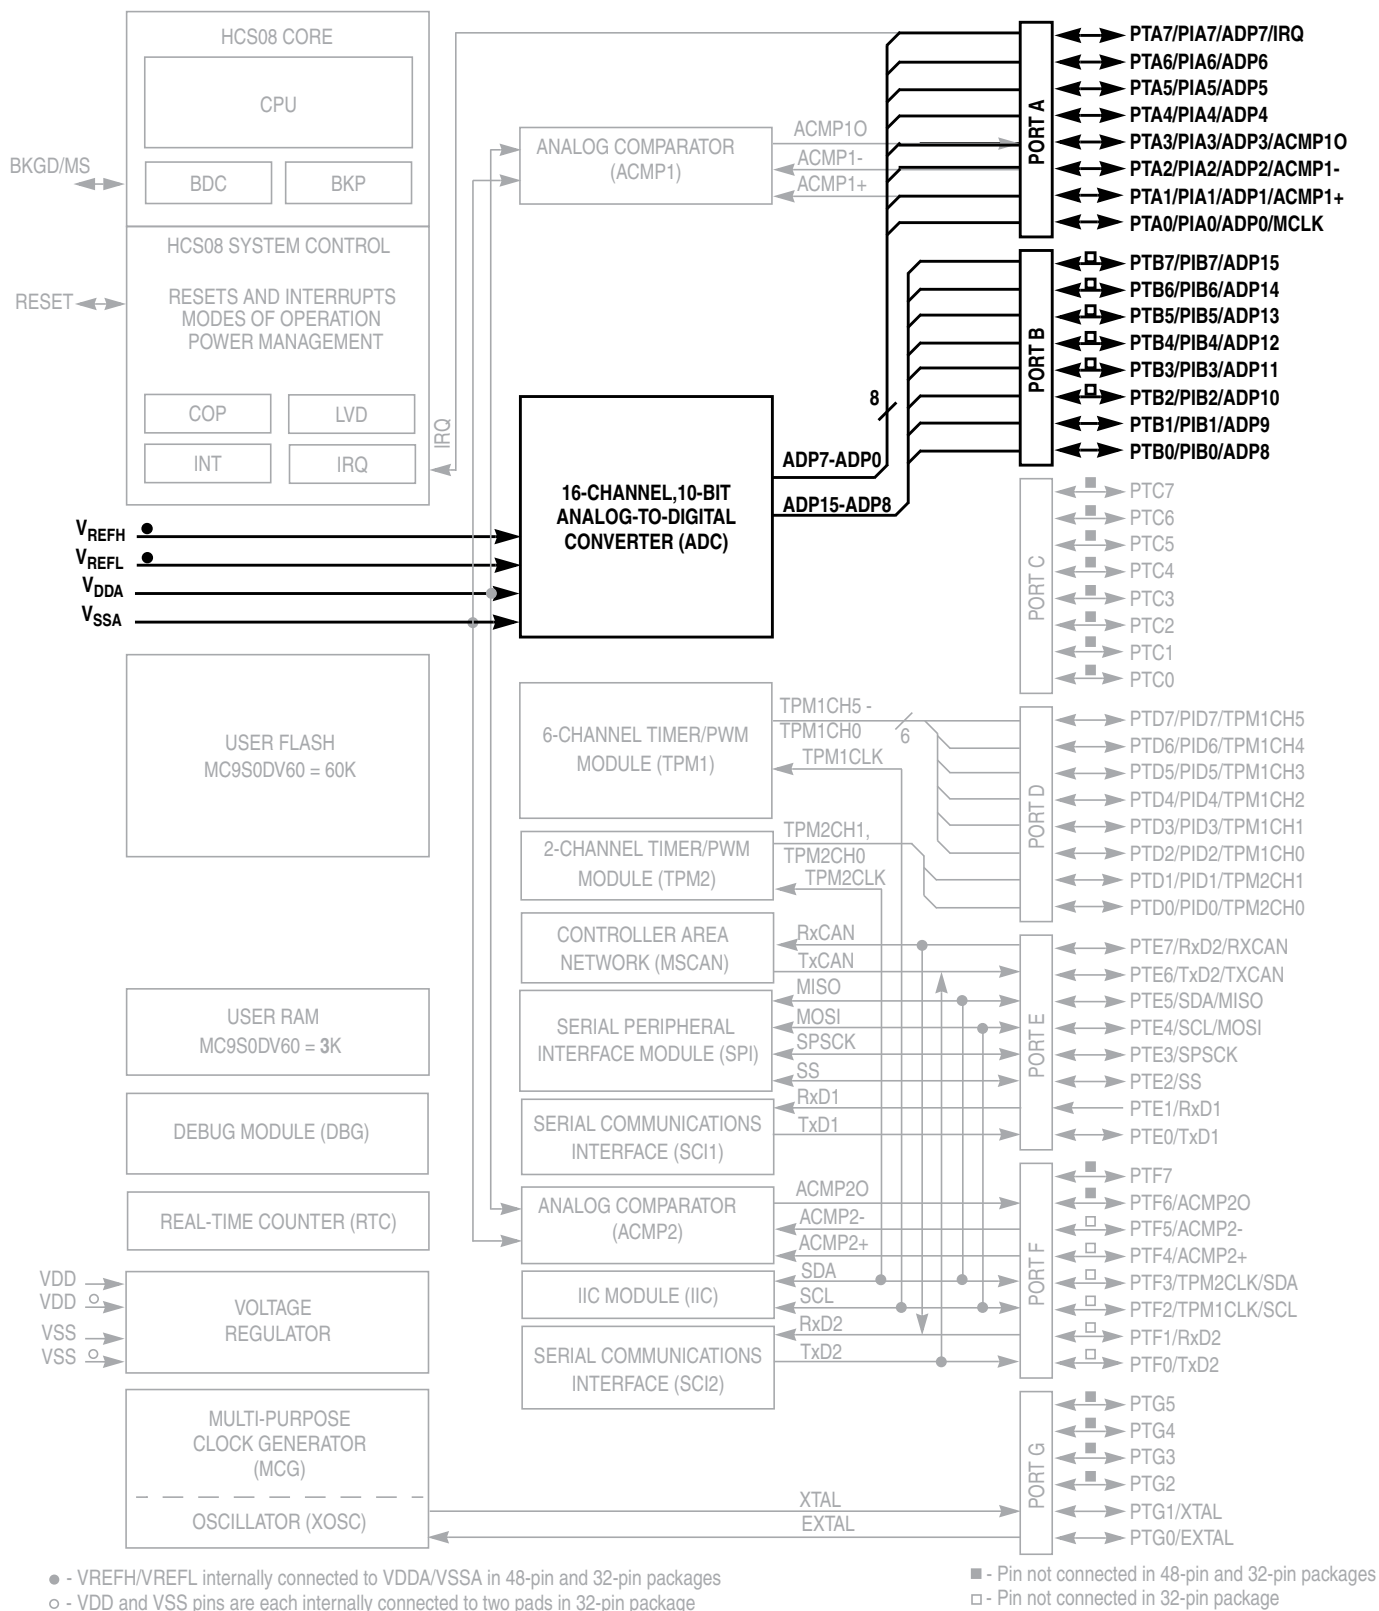 HCS08 CORE
CPU
BDC
BKP
BKGD/MS
HCS08 SYSTEM CONTROL
RESETS AND INTERRUPTS
MODES OF OPERATION
POWER MANAGEMENT
RESET
COP
LVD
INT
IRQ
IRQ
VREFH
VREFL
VDDA
VSSA
USER FLASH
MC9S0DV60 = 60K
USER RAM
MC9S0DV60 = 3K
DEBUG MODULE (DBG)
REAL-TIME COUNTER (RTC)
VDD
VDD
VSS
VSS
VOLTAGE
REGULATOR
MULTI-PURPOSE
CLOCK GENERATOR
(MCG)
OSCILLATOR (XOSC)
ANALOG COMPARATOR
(ACMP1)
ACMP1O
ACMP1-
ACMP1+
16-CHANNEL,10-BIT
ANALOG-TO-DIGITAL
CONVERTER (ADC)
8
ADP7-ADP0
ADP15-ADP8
6-CHANNEL TIMER/PWM
MODULE (TPM1)
TPM1CH5 -
TPM1CH0
6
TPM1CLK
2-CHANNEL TIMER/PWM
MODULE (TPM2)
TPM2CH1,
TPM2CH0
TPM2CLK
CONTROLLER AREA
NETWORK (MSCAN)
RxCAN
TxCAN
SERIAL PERIPHERAL
INTERFACE MODULE (SPI)
MISO
MOSI
SPSCK
SS
SERIAL COMMUNICATIONS
INTERFACE (SCI1)
RxD1
TxD1
ANALOG COMPARATOR
(ACMP2)
ACMP2O
ACMP2-
ACMP2+
IIC MODULE (IIC)
SDA
SCL
SERIAL COMMUNICATIONS
INTERFACE (SCI2)
RxD2
TxD2
XTAL
EXTAL
PORT A
PTA7/PIA7/ADP7/IRQ
PTA6/PIA6/ADP6
PTA5/PIA5/ADP5
PTA4/PIA4/ADP4
PTA3/PIA3/ADP3/ACMP1O
PTA2/PIA2/ADP2/ACMP1-
PTA1/PIA1/ADP1/ACMP1+
PTA0/PIA0/ADP0/MCLK
PORT B
PTB7/PIB7/ADP15
PTB6/PIB6/ADP14
PTB5/PIB5/ADP13
PTB4/PIB4/ADP12
PTB3/PIB3/ADP11
PTB2/PIB2/ADP10
PTB1/PIB1/ADP9
PTB0/PIB0/ADP8
PORT C
PTC7
PTC6
PTC5
PTC4
PTC3
PTC2
PTC1
PTC0
PORT D
PTD7/PID7/TPM1CH5
PTD6/PID6/TPM1CH4
PTD5/PID5/TPM1CH3
PTD4/PID4/TPM1CH2
PTD3/PID3/TPM1CH1
PTD2/PID2/TPM1CH0
PTD1/PID1/TPM2CH1
PTD0/PID0/TPM2CH0
PORT E
PTE7/RxD2/RXCAN
PTE6/TxD2/TXCAN
PTE5/SDA/MISO
PTE4/SCL/MOSI
PTE3/SPSCK
PTE2/SS
PTE1/RxD1
PTE0/TxD1
PORT F
PTF7
PTF6/ACMP2O
PTF5/ACMP2-
PTF4/ACMP2+
PTF3/TPM2CLK/SDA
PTF2/TPM1CLK/SCL
PTF1/RxD2
PTF0/TxD2
PORT G
PTG5
PTG4
PTG3
PTG2
PTG1/XTAL
PTG0/EXTAL
● - VREFH/VREFL internally connected to VDDA/VSSA in 48-pin and 32-pin packages
○ - VDD and VSS pins are each internally connected to two pads in 32-pin package
■ - Pin not connected in 48-pin and 32-pin packages
□ - Pin not connected in 32-pin package